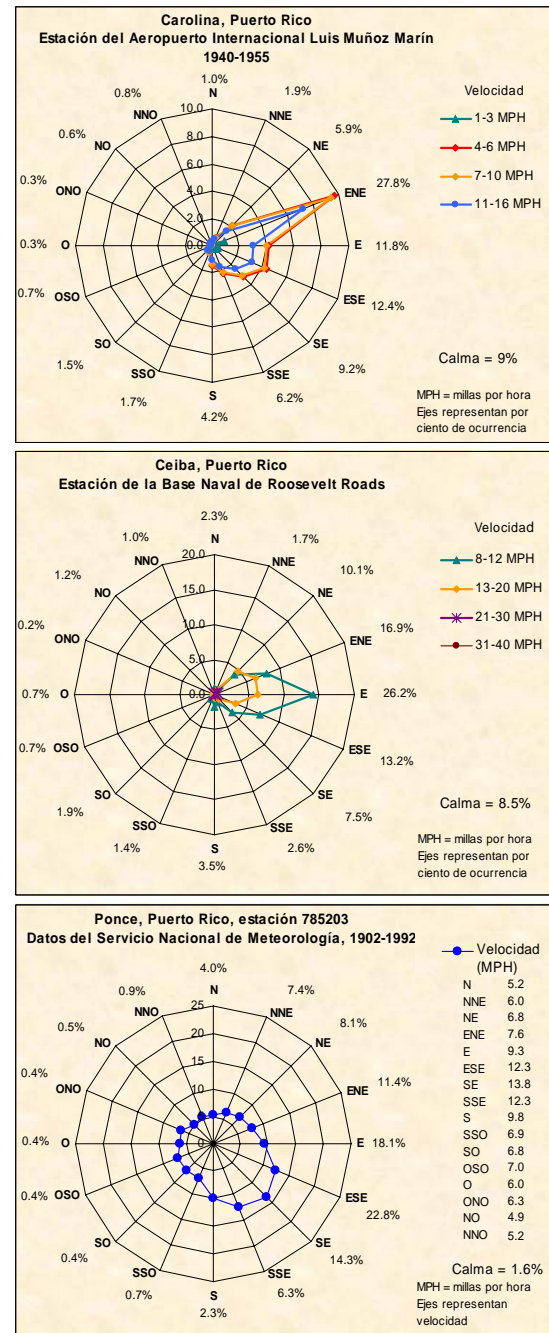 Carolina, Puerto Rico
Estación del Aeropuerto Internacional Luis Muñoz Marín
1940-1955
1.0%
N
0.8%
NNO
1.9%
NNE
0.6%
NO
5.9%
NE
0.3%
ONO
27.8%
ENE
0.3%
O
11.8%
E
0.7%
OSO
12.4%
ESE
1.5%
SO
9.2%
SE
1.7%
SSO
6.2%
SSE
4.2%
S
10.0
8.0
6.0
4.0
2.0
0.0
Velocidad
1-3 MPH
4-6 MPH
7-10 MPH
11-16 MPH
Calma = 9%
MPH = millas por hora
Ejes representan por
ciento de ocurrencia
Ceiba, Puerto Rico
Estación de la Base Naval de Roosevelt Roads
2.3%
N
1.0%
NNO
1.7%
NNE
1.2%
NO
10.1%
NE
0.2%
ONO
16.9%
ENE
0.7%
O
26.2%
E
0.7%
OSO
13.2%
ESE
1.9%
SO
7.5%
SE
1.4%
SSO
2.6%
SSE
3.5%
S
20.0
15.0
10.0
5.0
0.0
Velocidad
8-12 MPH
13-20 MPH
21-30 MPH
31-40 MPH
Calma = 8.5%
MPH = millas por hora
Ejes representan por
ciento de ocurrencia
Ponce, Puerto Rico, estación 785203
Datos del Servicio Nacional de Meteorología, 1902-1992
4.0%
N
0.9%
NNO
7.4%
NNE
0.5%
NO
8.1%
NE
0.4%
ONO
11.4%
ENE
0.4%
O
18.1%
E
0.4%
OSO
22.8%
ESE
0.4%
SO
14.3%
SE
0.7%
SSO
6.3%
SSE
2.3%
S
25
20
15
10
5
0
Velocidad
(MPH)
N 5.2
NNE 6.0
NE 6.8
ENE 7.6
E 9.3
ESE 12.3
SE 13.8
SSE 12.3
S 9.8
SSO 6.9
SO 6.8
OSO 7.0
O 6.0
ONO 6.3
NO 4.9
NNO 5.2
Calma = 1.6%
MPH = millas por hora
Ejes representan
velocidad